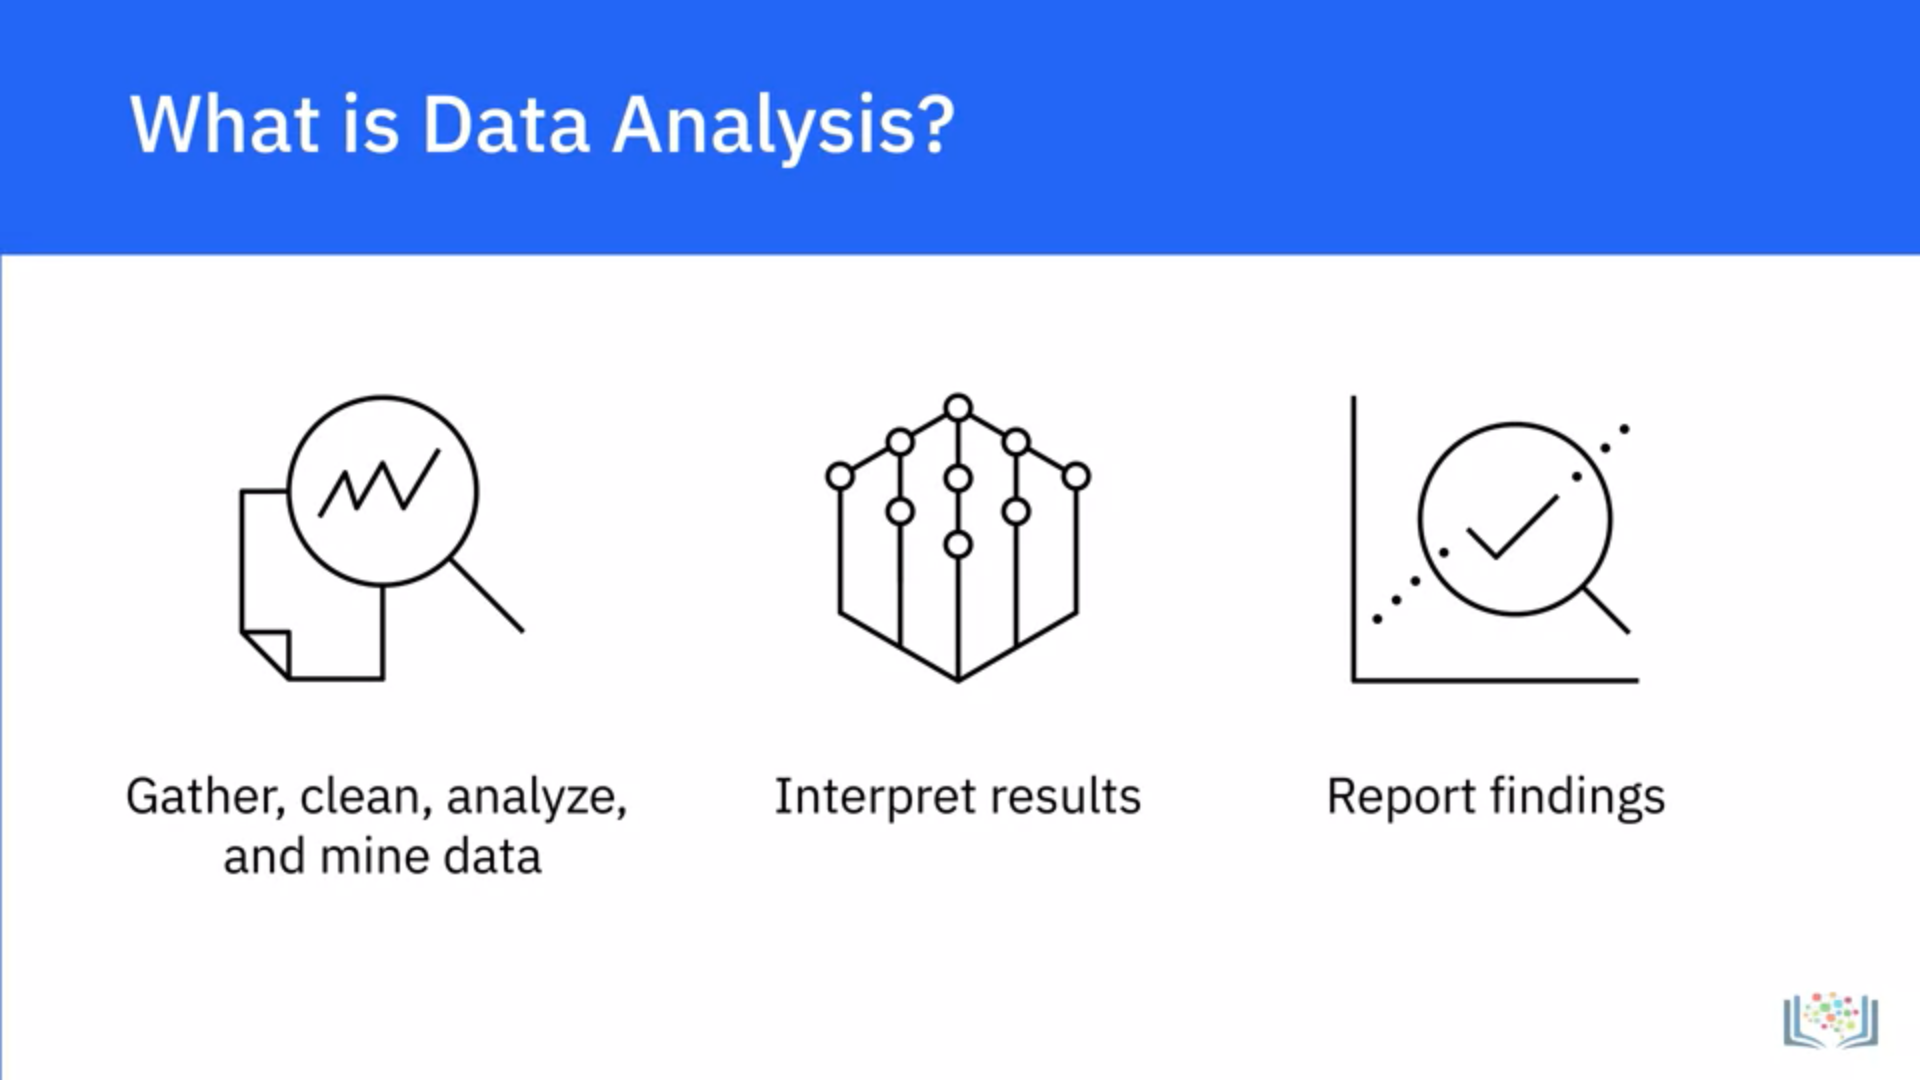 What is Data Analysis?
Gather, clean, analyze,
and mine data
Interpret results
Report findings